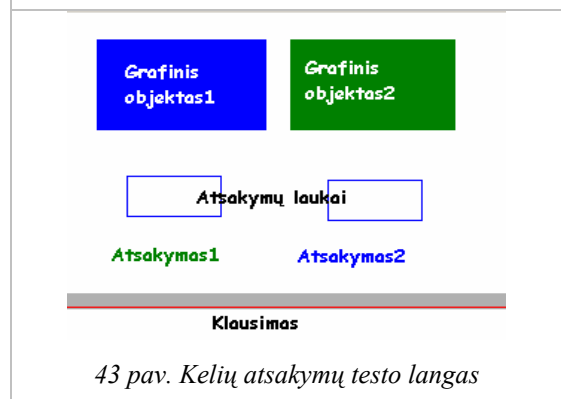 Grafinis
objektas1
Grafinis
objektas2
Atsakymų laukai
Atsakymas1
Atsakymas2
Klausimas
43 pav. Kelių atsakymų testo langas